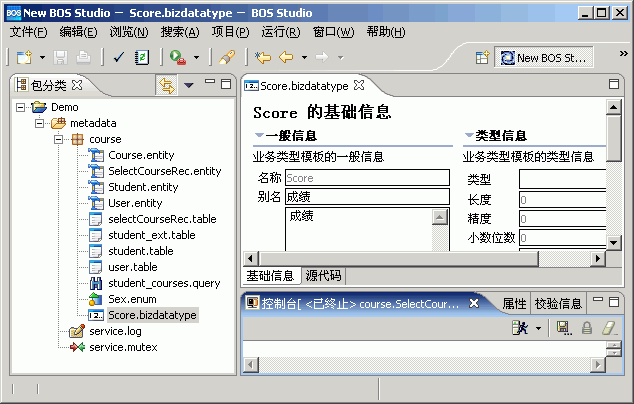 New BOS Studio － Score.bizdatatype － BOS Studio
文件(F) 编辑(E) 浏览(N) 搜索(A) 项目(P) 运行(R) 窗口(W) 帮助(H)
New BOS St...
包分类
Demo
metadata
course
Course.entity
SelectCourseRec.entity
Student.entity
User.entity
selectCourseRec.table
student_ext.table
student.table
user.table
student_courses.query
Sex.enum
Score.bizdatatype
service.log
service.mutex
Score.bizdatatype
Score 的基础信息
一般信息
业务类型模板的一般信息
名称 Score
别名 成绩
成绩
类型信息
业务类型模板的类型信息
类型
长度 0
精度 0
小数位数 0
基础信息 源代码
控制台[ <已终止> course.SelectCour... 属性 校验信息